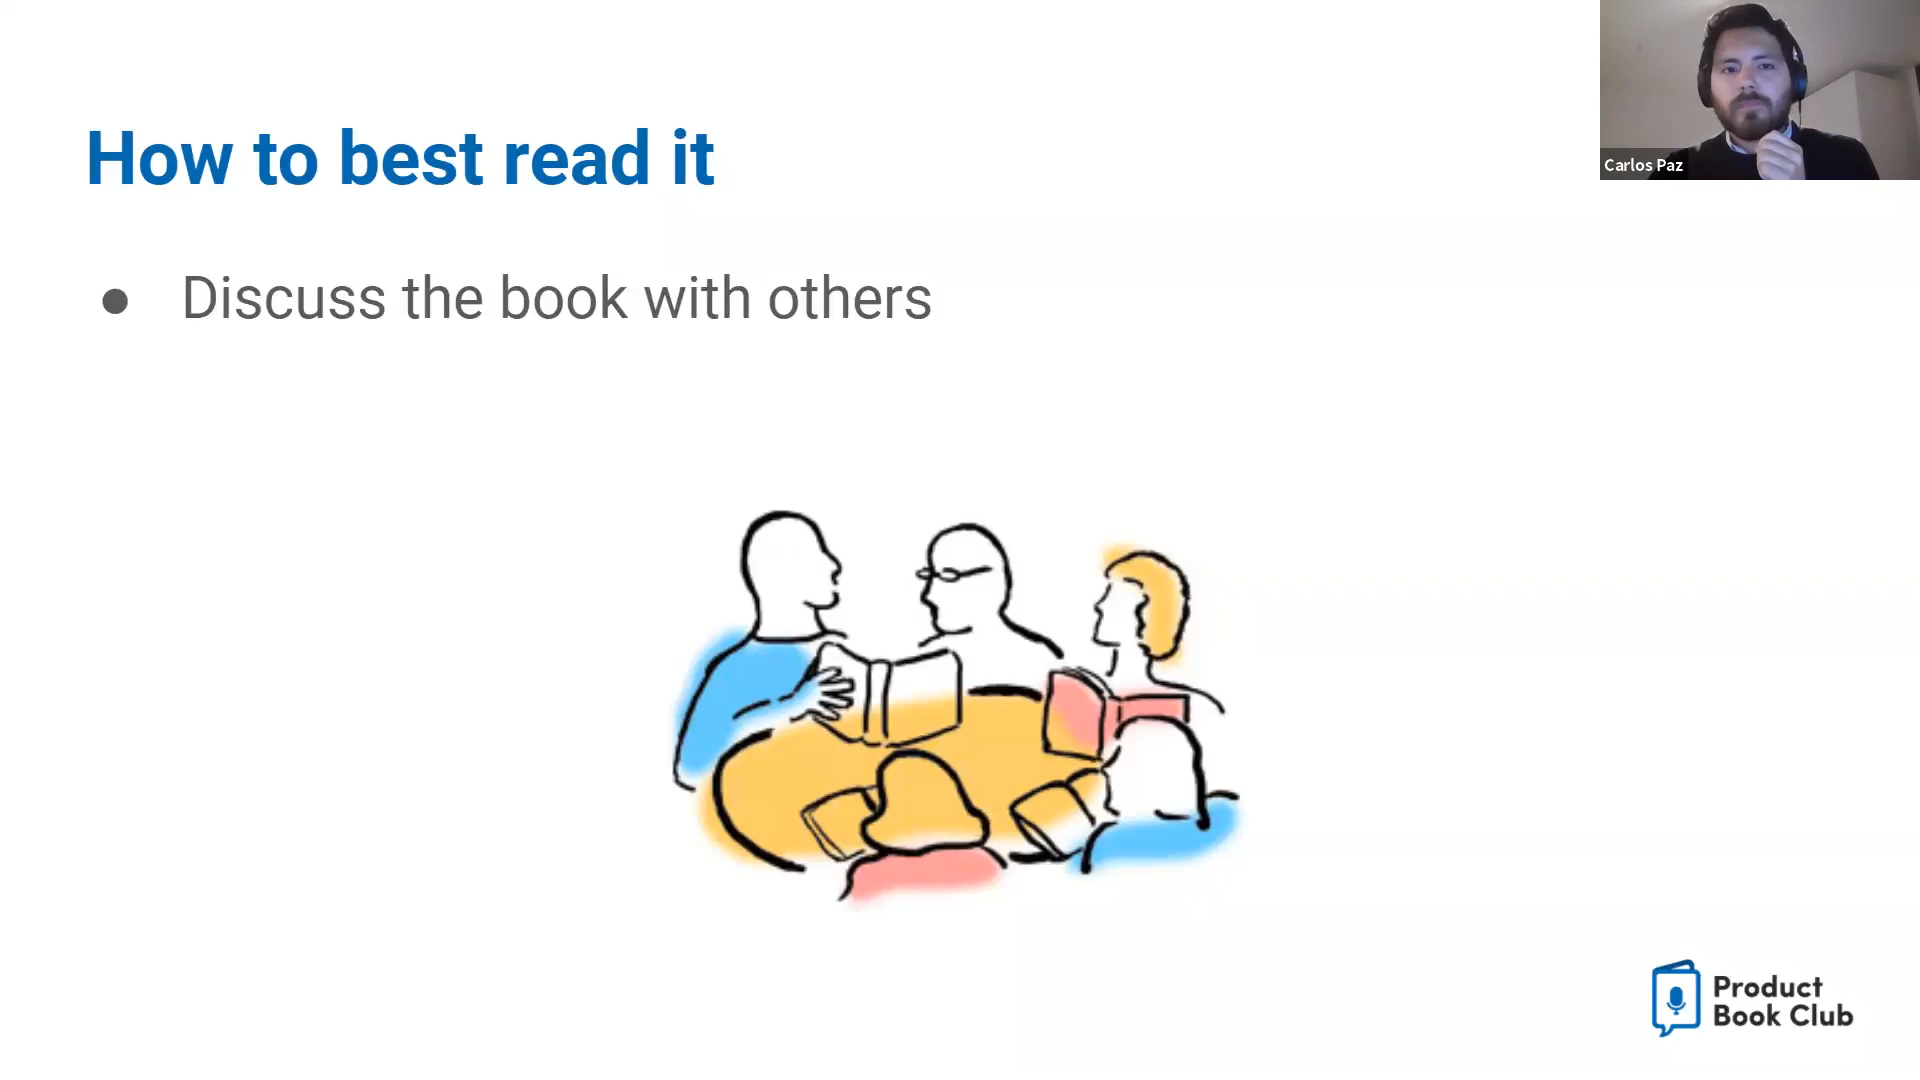 How to best read it
Carlos Paz
● Discuss the book with others
Product
Book Club